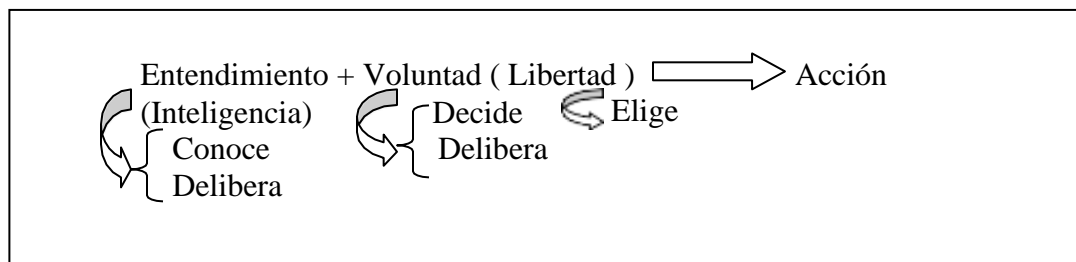 Entendimiento + Voluntad ( Libertad ) Acción
(Inteligencia) Decide Elige
Conoce Delibera
Delibera